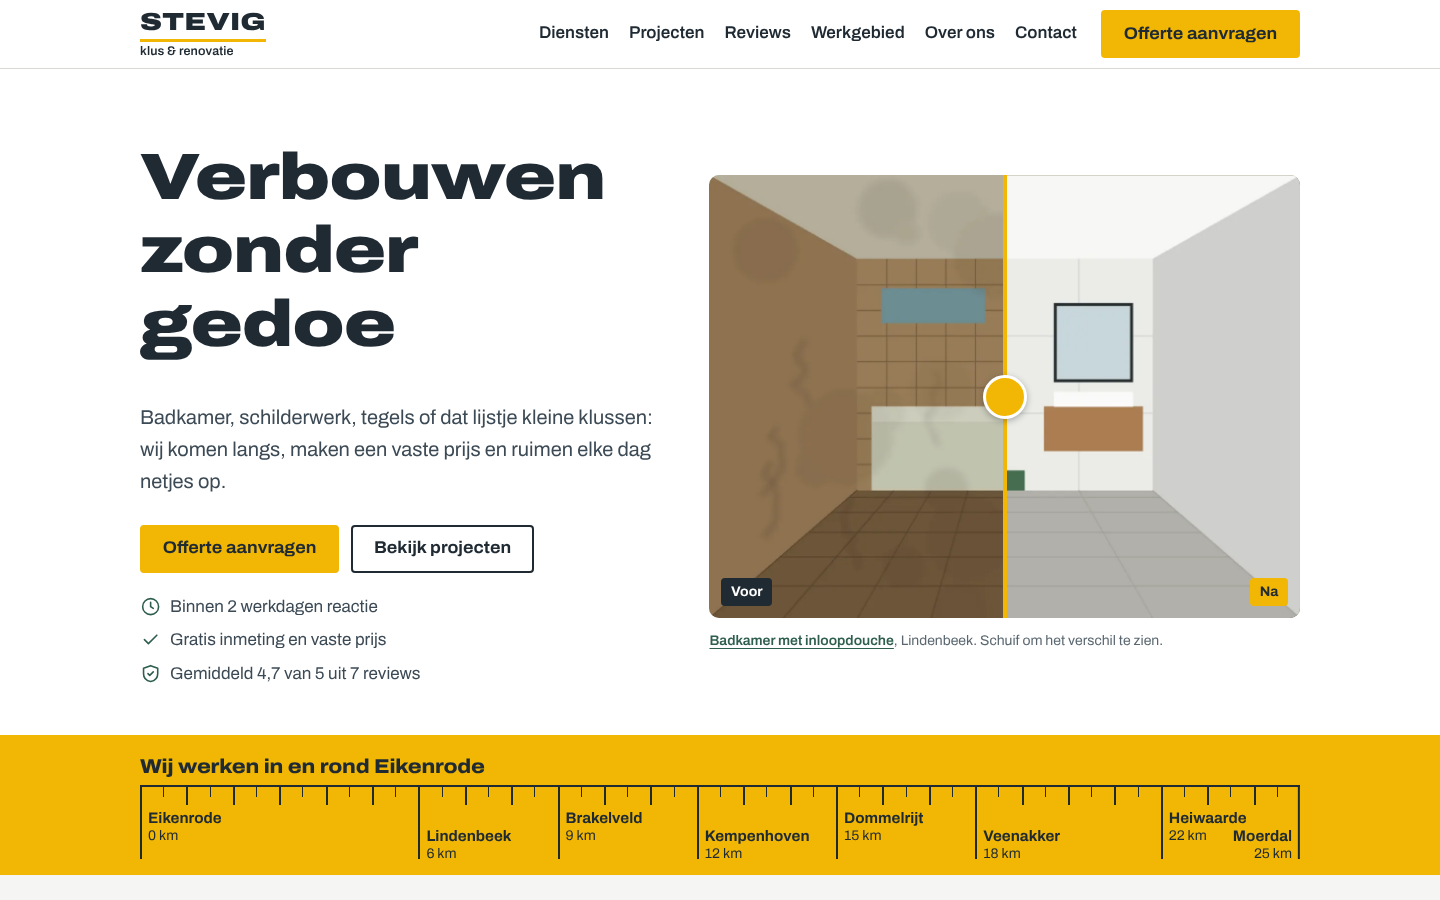 STEVIG
klus & renovatie
Diensten
Projecten
Reviews
Werkgebied
Over ons
Contact
Offerte aanvragen
Verbouwen
zonder
gedoe
Badkamer, schilderwerk, tegels of dat lijstje kleine klussen:
wij komen langs, maken een vaste prijs en ruimen elke dag
netjes op.
Offerte aanvragen
Bekijk projecten
Binnen 2 werkdagen reactie
Gratis inmeting en vaste prijs
Gemiddeld 4,7 van 5 uit 7 reviews
Voor
Na
Badkamer met inloopdouche, Lindenbeek. Schuif om het verschil te zien.
Wij werken in en rond Eikenrode
Eikenrode
0 km
Lindenbeek
6 km
Brakelveld
9 km
Kempenhoven
12 km
Dommelrijt
15 km
Veenakker
18 km
Heiwaarde
22 km
Moerdal
25 km